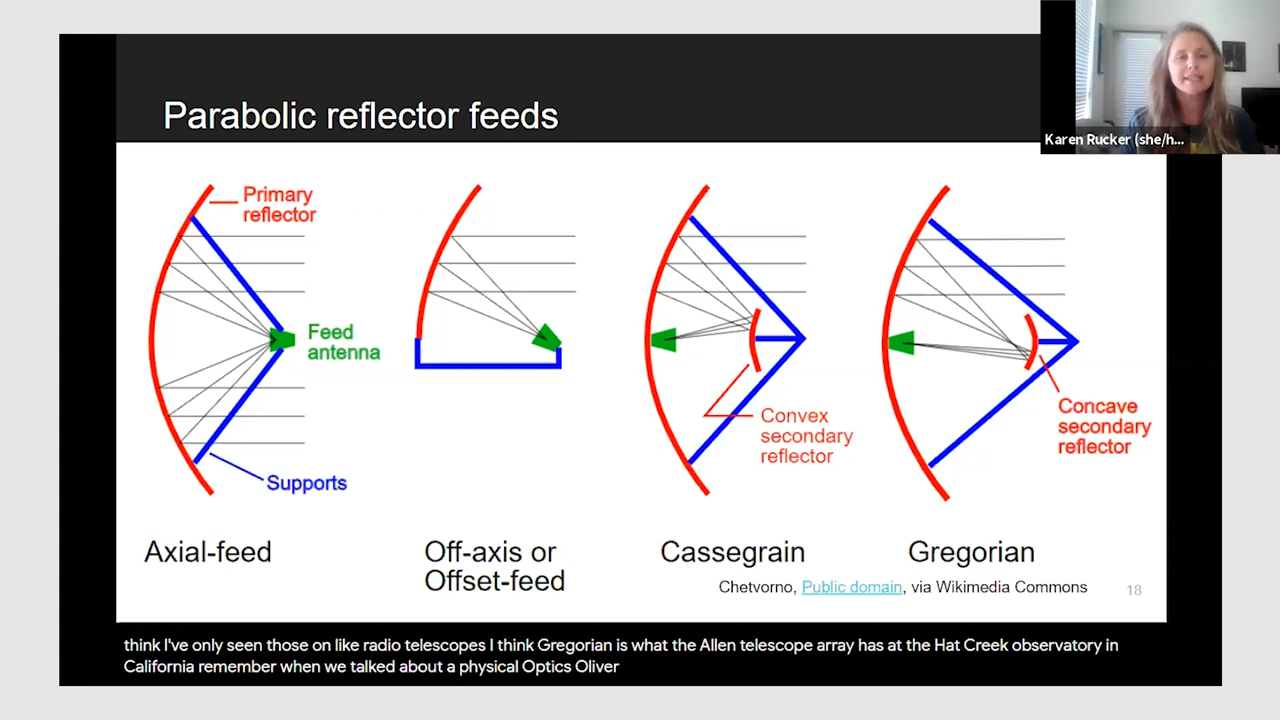 Karen Rucker (she/h...
Parabolic reflector feeds
Primary
reflector
Feed
antenna
Supports
Convex
secondary
reflector
Concave
secondary
reflector
Axial-feed
Off-axis or
Offset-feed
Cassegrain
Gregorian
Chetvorno, Public domain, via Wikimedia Commons
18
think I've only seen those on like radio telescopes I think Gregorian is what the Allen telescope array has at the Hat Creek observatory in
California remember when we talked about a physical Optics Oliver